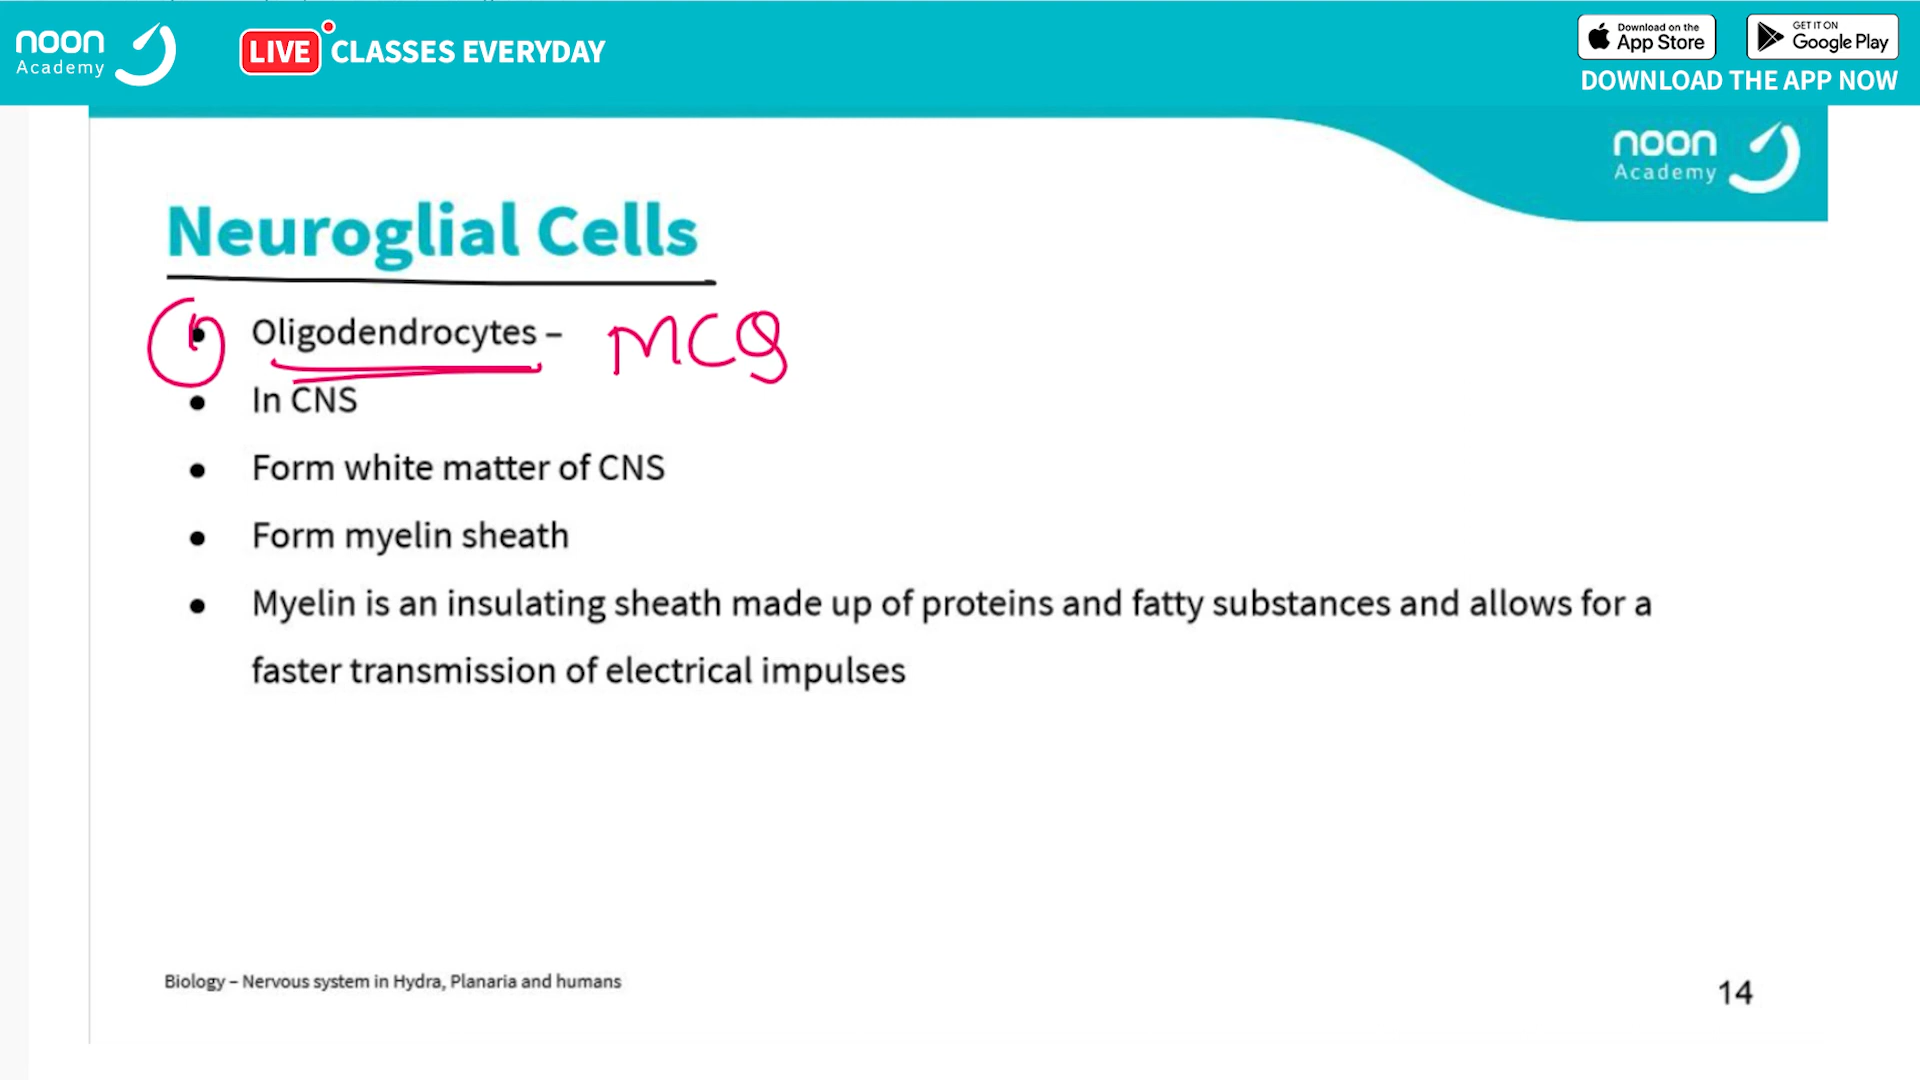 noon
Academy
LIVE CLASSES EVERYDAY
Download on the
App Store
GET IT ON
Google Play
DOWNLOAD THE APP NOW
noon
Academy
Neuroglial Cells
● Oligodendrocytes – MCQ
● In CNS
● Form white matter of CNS
● Form myelin sheath
● Myelin is an insulating sheath made up of proteins and fatty substances and allows for a
faster transmission of electrical impulses
Biology – Nervous system in Hydra, Planaria and humans
14